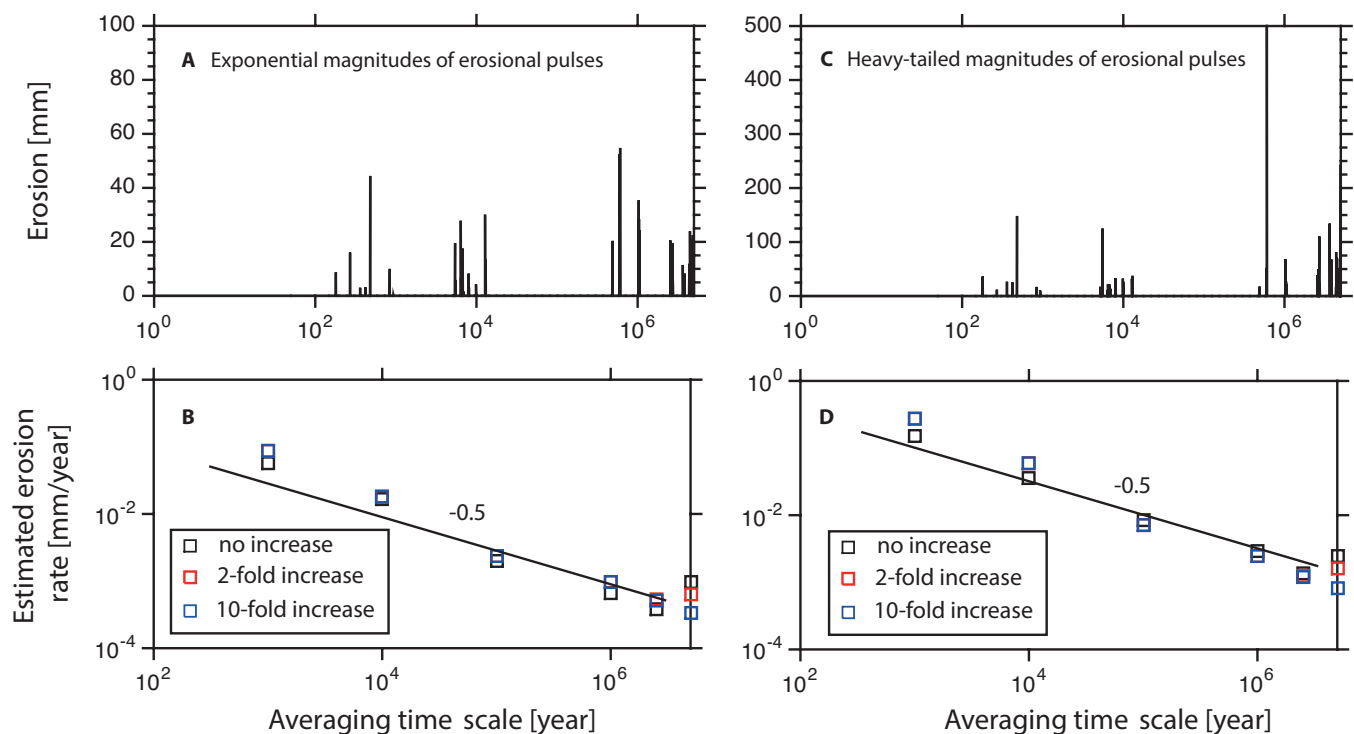 A Exponential magnitudes of erosional pulses
Erosion [mm]
100
80
60
40
20
0
10^0
10^2
10^4
10^6
C Heavy-tailed magnitudes of erosional pulses
500
400
300
200
100
0
10^0
10^2
10^4
10^6
B
Estimated erosion
rate [mm/year]
10^0
10^-2
10^-4
-0.5
no increase
2-fold increase
10-fold increase
10^2
10^4
10^6
Averaging time scale [year]
D
10^0
10^-2
10^-4
-0.5
no increase
2-fold increase
10-fold increase
10^2
10^4
10^6
Averaging time scale [year]